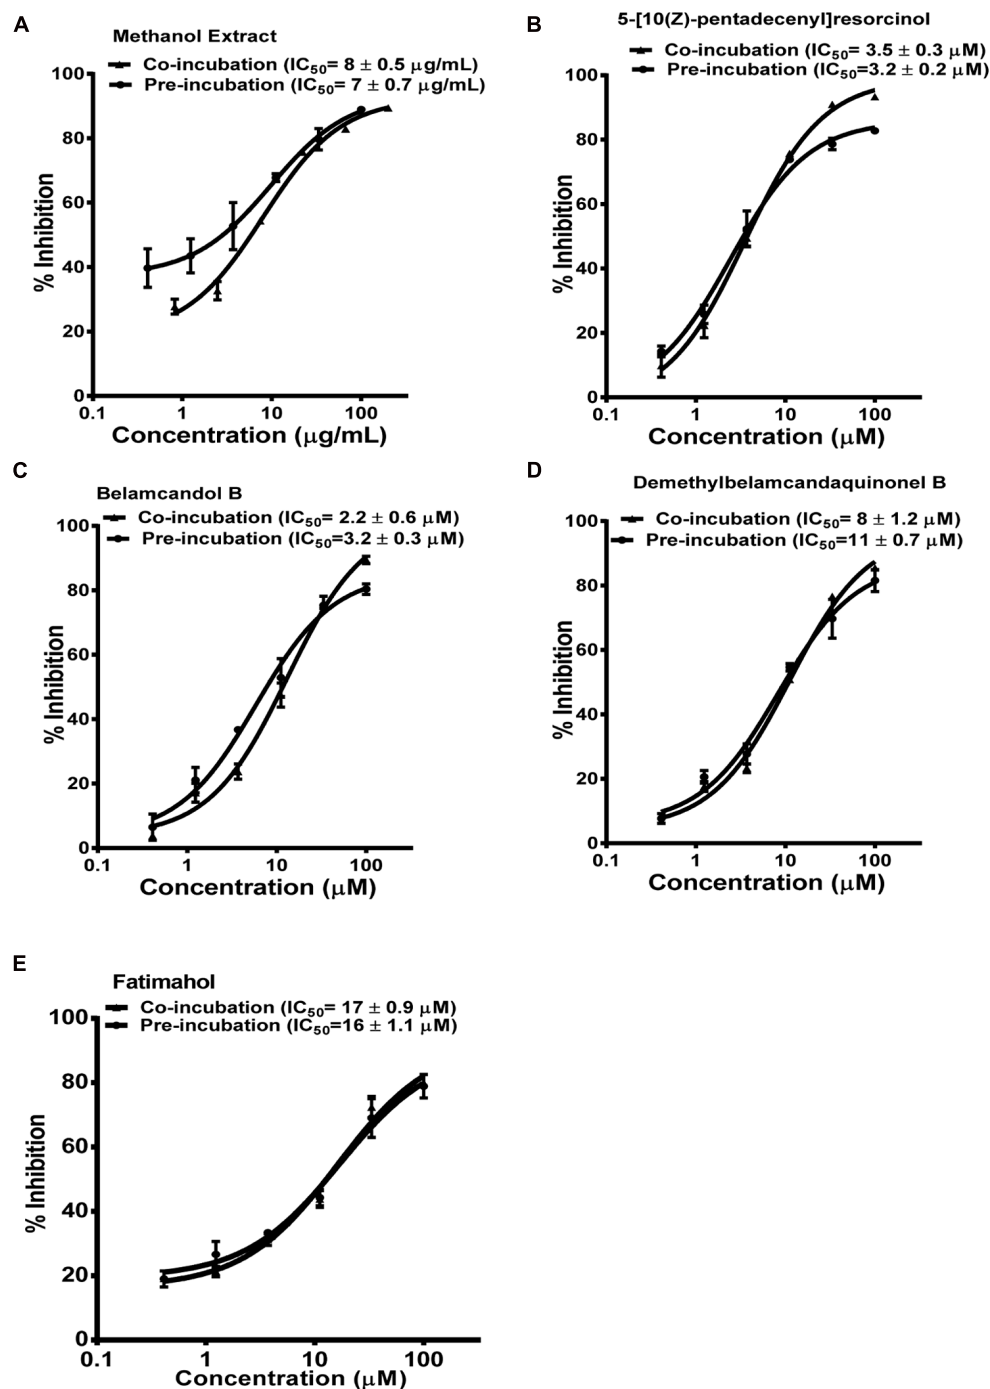 A
Methanol Extract
Co-incubation (IC50= 8 ± 0.5 µg/mL)
Pre-incubation (IC50= 7 ± 0.7 µg/mL)
100
80
60
40
20
0
% Inhibition
0.1 1 10 100
Concentration (µg/mL)
B
5-[10(Z)-pentadecenyl]resorcinol
Co-incubation (IC50= 3.5 ± 0.3 µM)
Pre-incubation (IC50=3.2 ± 0.2 µM)
100
80
60
40
20
0
% Inhibition
0.1 1 10 100
Concentration (µM)
C
Belamcandol B
Co-incubation (IC50= 2.2 ± 0.6 µM)
Pre-incubation (IC50=3.2 ± 0.3 µM)
100
80
60
40
20
0
% Inhibition
0.1 1 10 100
Concentration (µM)
D
Demethylbelamcandaquinonel B
Co-incubation (IC50= 8 ± 1.2 µM)
Pre-incubation (IC50=11 ± 0.7 µM)
100
80
60
40
20
0
% Inhibition
0.1 1 10 100
Concentration (µM)
E
Fatimahol
Co-incubation (IC50= 17 ± 0.9 µM)
Pre-incubation (IC50=16 ± 1.1 µM)
100
80
60
40
20
0
% Inhibition
0.1 1 10 100
Concentration (µM)